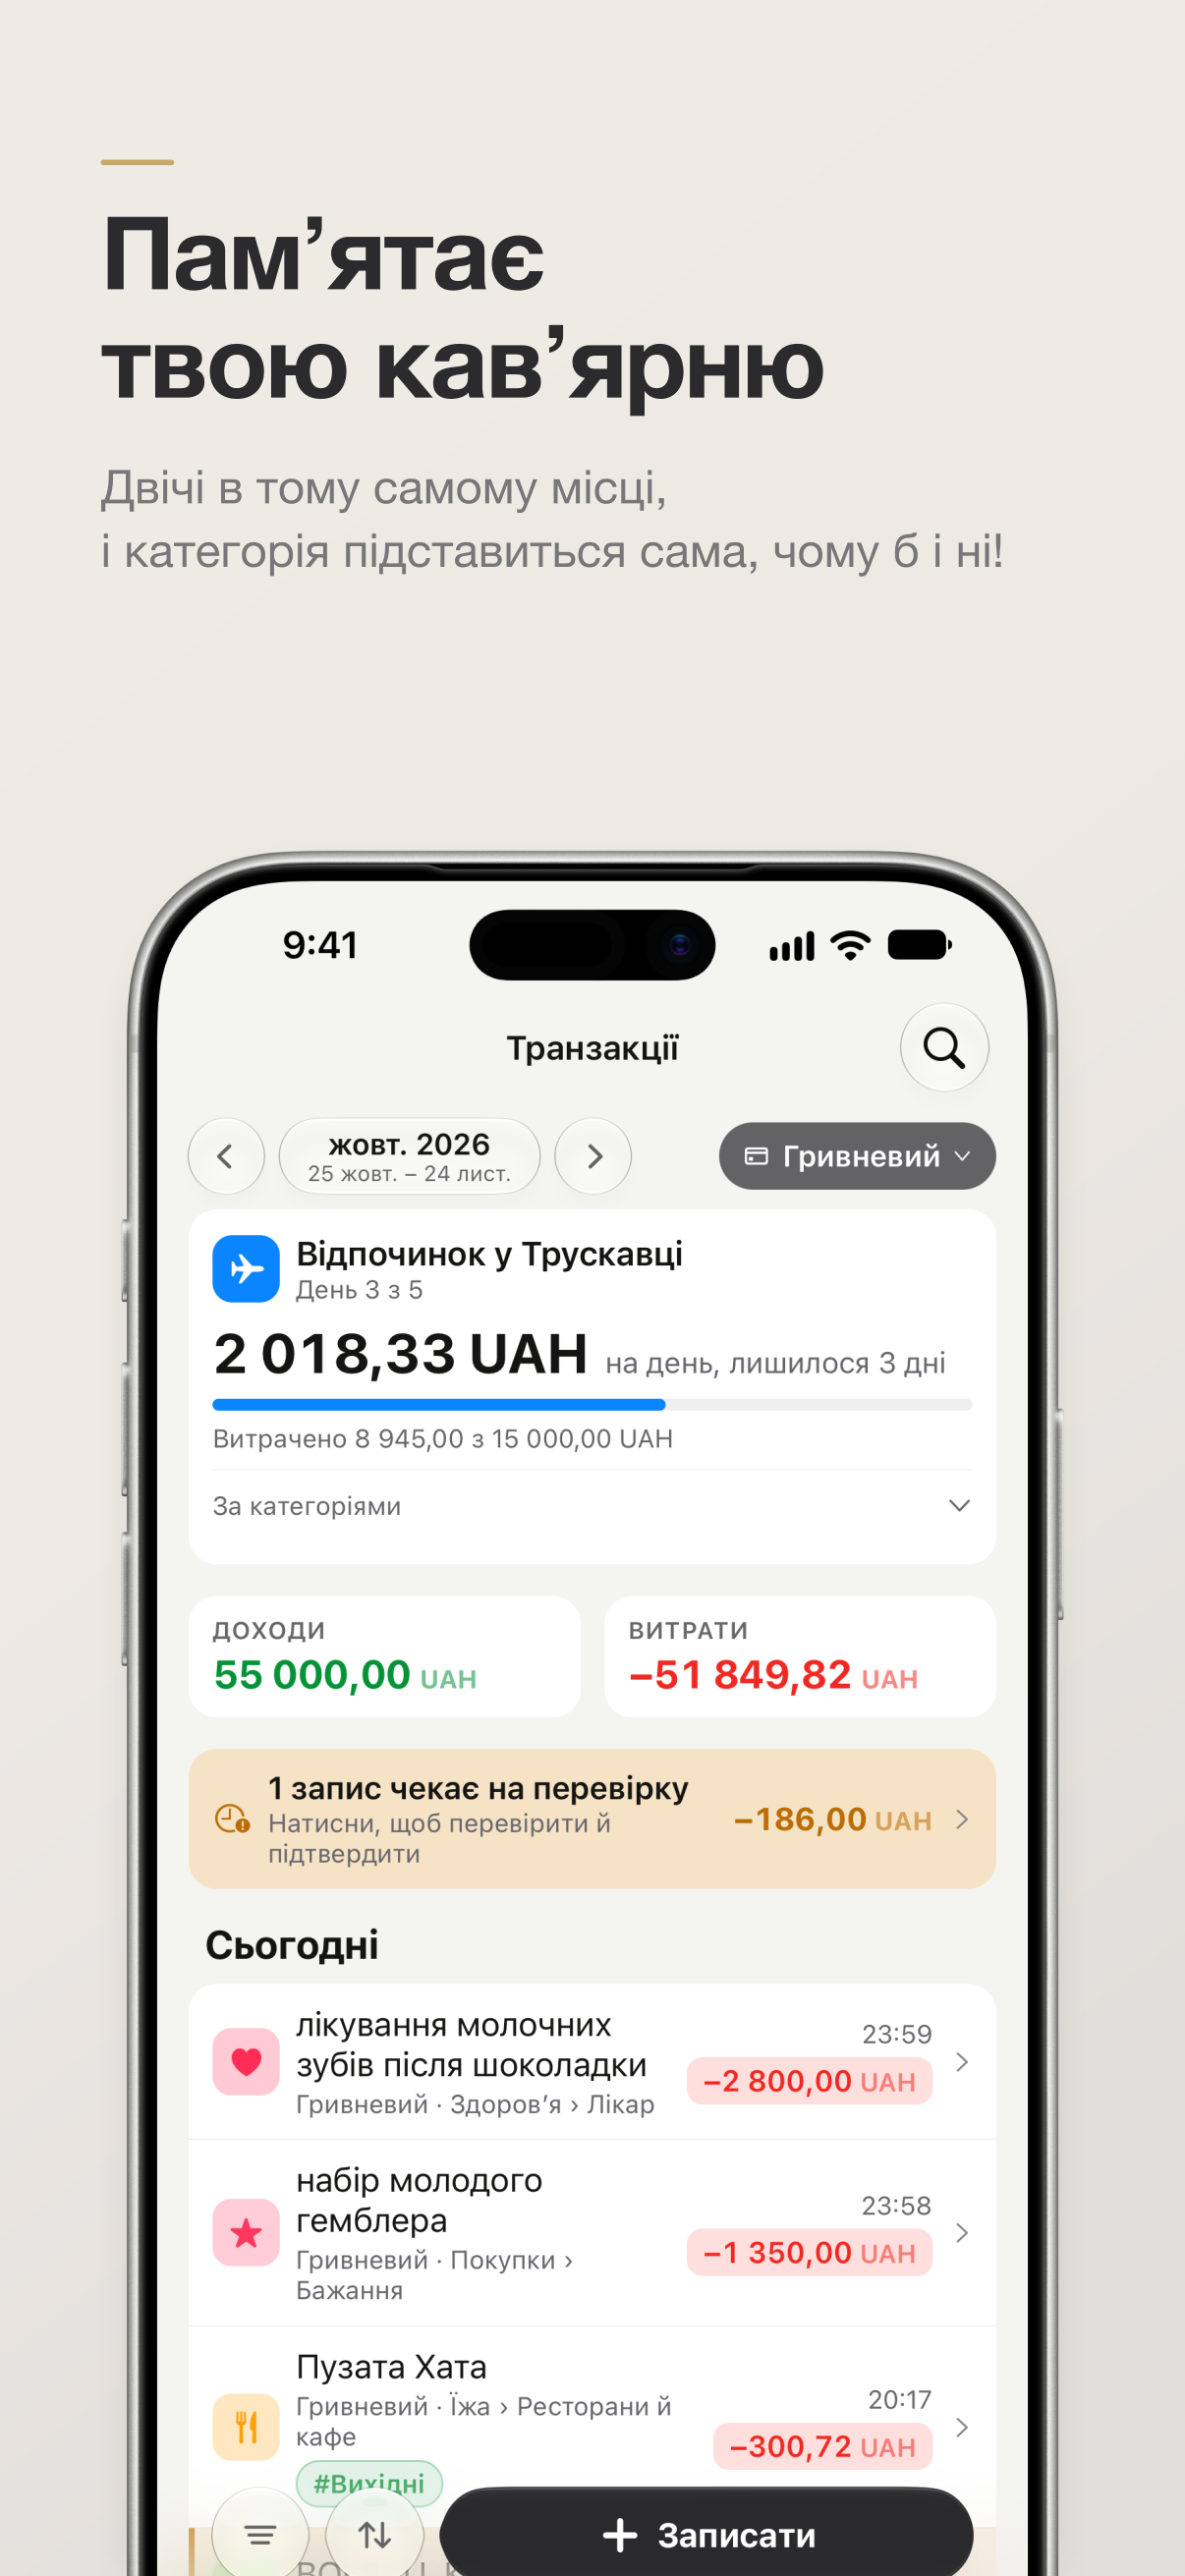 Пам’ятає
твою кав’ярню
Двічі в тому самому місці,
і категорія підставиться сама, чому б і ні!
9:41
Транзакції
жовт. 2026
25 жовт. – 24 лист.
Гривневий
Відпочинок у Трускавці
День 3 з 5
2 018,33 UAH на день, лишилося 3 дні
Витрачено 8 945,00 з 15 000,00 UAH
За категоріями
ДОХОДИ
55 000,00 UAH
ВИТРАТИ
–51 849,82 UAH
1 запис чекає на перевірку
Натисни, щоб перевірити й
підтвердити
–186,00 UAH
Сьогодні
лікування молочних
зубів після шоколадки
Гривневий · Здоров’я › Лікар
23:59
–2 800,00 UAH
набір молодого
гемблера
Гривневий · Покупки ›
Бажання
23:58
–1 350,00 UAH
Пузата Хата
Гривневий · Їжа › Ресторани й
кафе
#Вихідні
20:17
–300,72 UAH
Записати